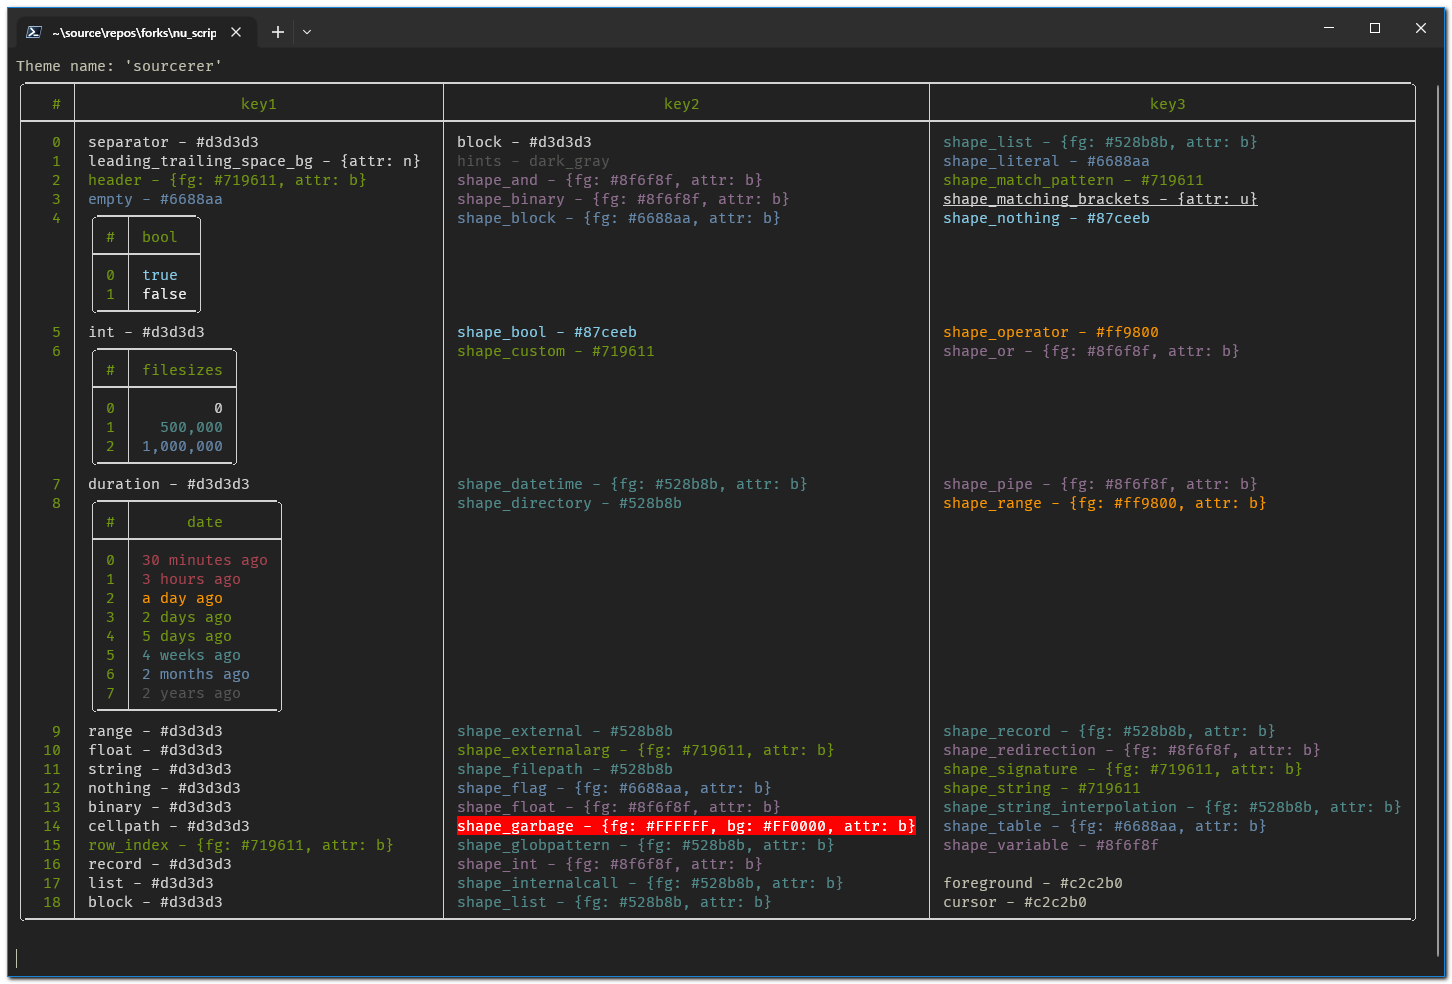 ~\source\repos\forks\nu_scrip
Theme name: 'sourcerer'
# key1 key2 key3
0 separator - #d3d3d3 block - #d3d3d3 shape_list - {fg: #528b8b, attr: b}
1 leading_trailing_space_bg - {attr: n} hints - dark_gray shape_literal - #6688aa
2 header - {fg: #719611, attr: b} shape_and - {fg: #8f6f8f, attr: b} shape_match_pattern - #719611
3 empty - #6688aa shape_binary - {fg: #8f6f8f, attr: b} shape_matching_brackets - {attr: u}
4 shape_block - {fg: #6688aa, attr: b} shape_nothing - #87ceeb
# bool
0 true
1 false
5 int - #d3d3d3 shape_bool - #87ceeb shape_operator - #ff9800
6 shape_custom - #719611 shape_or - {fg: #8f6f8f, attr: b}
# filesizes
0 0
1 500,000
2 1,000,000
7 duration - #d3d3d3 shape_datetime - {fg: #528b8b, attr: b} shape_pipe - {fg: #8f6f8f, attr: b}
8 shape_directory - #528b8b shape_range - {fg: #ff9800, attr: b}
# date
0 30 minutes ago
1 3 hours ago
2 a day ago
3 2 days ago
4 5 days ago
5 4 weeks ago
6 2 months ago
7 2 years ago
9 range - #d3d3d3 shape_external - #528b8b shape_record - {fg: #528b8b, attr: b}
10 float - #d3d3d3 shape_externalarg - {fg: #719611, attr: b} shape_redirection - {fg: #8f6f8f, attr: b}
11 string - #d3d3d3 shape_filepath - #528b8b shape_signature - {fg: #719611, attr: b}
12 nothing - #d3d3d3 shape_flag - {fg: #6688aa, attr: b} shape_string - #719611
13 binary - #d3d3d3 shape_float - {fg: #8f6f8f, attr: b} shape_string_interpolation - {fg: #528b8b, attr: b}
14 cellpath - #d3d3d3 shape_garbage - {fg: #FFFFFF, bg: #FF0000, attr: b} shape_table - {fg: #6688aa, attr: b}
15 row_index - {fg: #719611, attr: b} shape_globpattern - {fg: #528b8b, attr: b} shape_variable - #8f6f8f
16 record - #d3d3d3 shape_int - {fg: #8f6f8f, attr: b}
17 list - #d3d3d3 shape_internalcall - {fg: #528b8b, attr: b} foreground - #c2c2b0
18 block - #d3d3d3 shape_list - {fg: #528b8b, attr: b} cursor - #c2c2b0